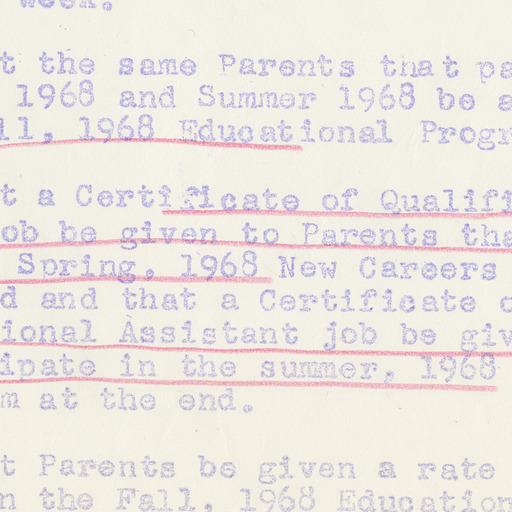 week.
t the same Parents that pa
1968 and Summer 1968 be a
ll, 1968 Educational Progr
t a Certificate of Qualifi
ob be given to Parents tha
Spring, 1968 New Careers
d and that a Certificate o
ional Assistant job be giv
ipate in the summer, 1968
m at the end.
t Parents be given a rate
n the Fall, 1968 Education